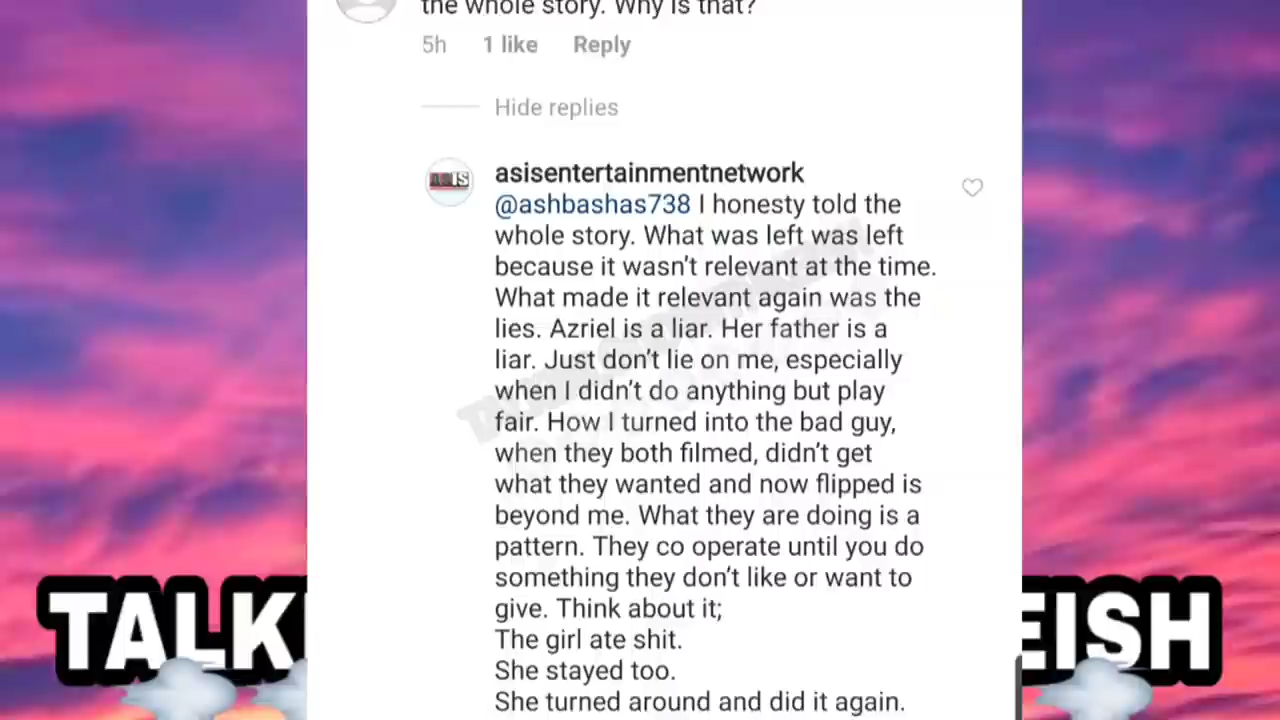 the whole story. Why is that?
5h 1 like Reply
Hide replies
asisentertainmentnetwork
@ashbashas738 I honesty told the
whole story. What was left was left
because it wasn't relevant at the time.
What made it relevant again was the
lies. Azriel is a liar. Her father is a
liar. Just don't lie on me, especially
when I didn't do anything but play
fair. How I turned into the bad guy,
when they both filmed, didn't get
what they wanted and now flipped is
beyond me. What they are doing is a
pattern. They co operate until you do
something they don't like or want to
give. Think about it;
The girl ate shit.
She stayed too.
She turned around and did it again.
TALK
EISH